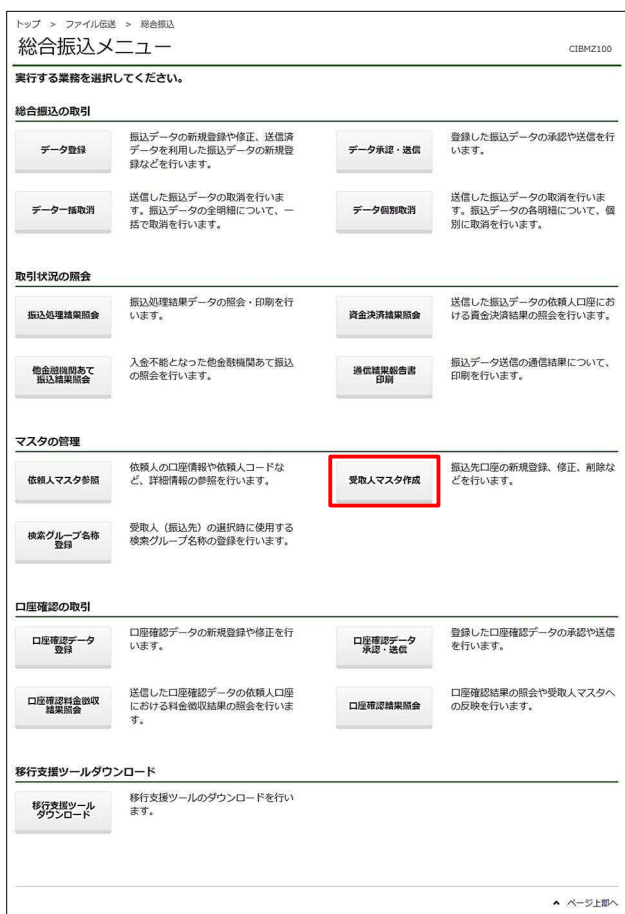 トップ > ファイル伝送 > 総合振込
総合振込メニュー
CIBMZ100
実行する業務を選択してください。
総合振込の取引
データ登録
振込データの新規登録や修正、送信済
データを利用した振込データの新規登
録などを行います。
データ承認・送信
登録した振込データの承認や送信を行
います。
データ一括取消
送信した振込データの取消を行いま
す。振込データの全明細について、一
括で取消を行います。
データ個別取消
送信した振込データの取消を行いま
す。振込データの各明細について、個
別に取消を行います。
取引状況の照会
振込処理結果照会
振込処理結果データの照会・印刷を行
います。
資金決済結果照会
送信した振込データの依頼人口座にお
ける資金決済結果の照会を行います。
他金融機関あて
振込結果照会
入金不能となった他金融機関あて振込
の照会を行います。
通信結果報告書
印刷
振込データ送信の通信結果について、
印刷を行います。
マスタの管理
依頼人マスタ参照
依頼人の口座情報や依頼人コードな
ど、詳細情報の参照を行います。
受取人マスタ作成
振込先口座の新規登録、修正、削除な
どを行います。
検索グループ名称
登録
受取人（振込先）の選択時に使用する
検索グループ名称の登録を行います。
口座確認の取引
口座確認データ
登録
口座確認データの新規登録や修正を行
います。
口座確認データ
承認・送信
登録した口座確認データの承認や送信
を行います。
口座確認料金徴収
結果照会
送信した口座確認データの依頼人口座
における料金徴収結果の照会を行いま
す。
口座確認結果照会
口座確認結果の照会や受取人マスタへ
の反映を行います。
移行支援ツールダウンロード
移行支援ツール
ダウンロード
移行支援ツールのダウンロードを行い
ます。
ページ上部へ